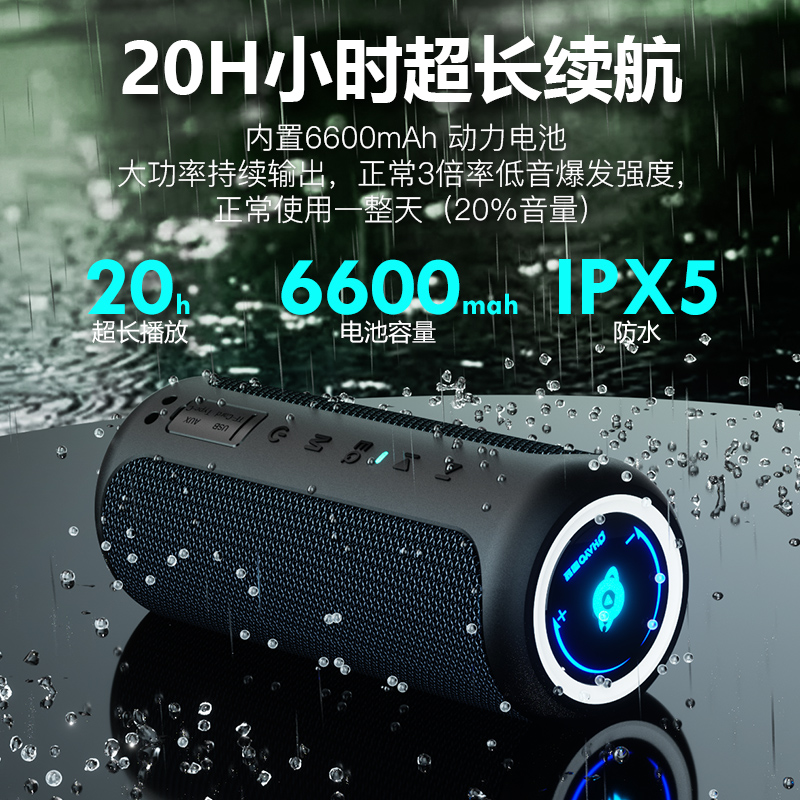 20H小时超长续航
内置6600mAh 动力电池
大功率持续输出，正常3倍率低音爆发强度，
正常使用一整天（20%音量）
20h 6600mah IPX5
超长播放 电池容量 防水
USB
AUX
EQ